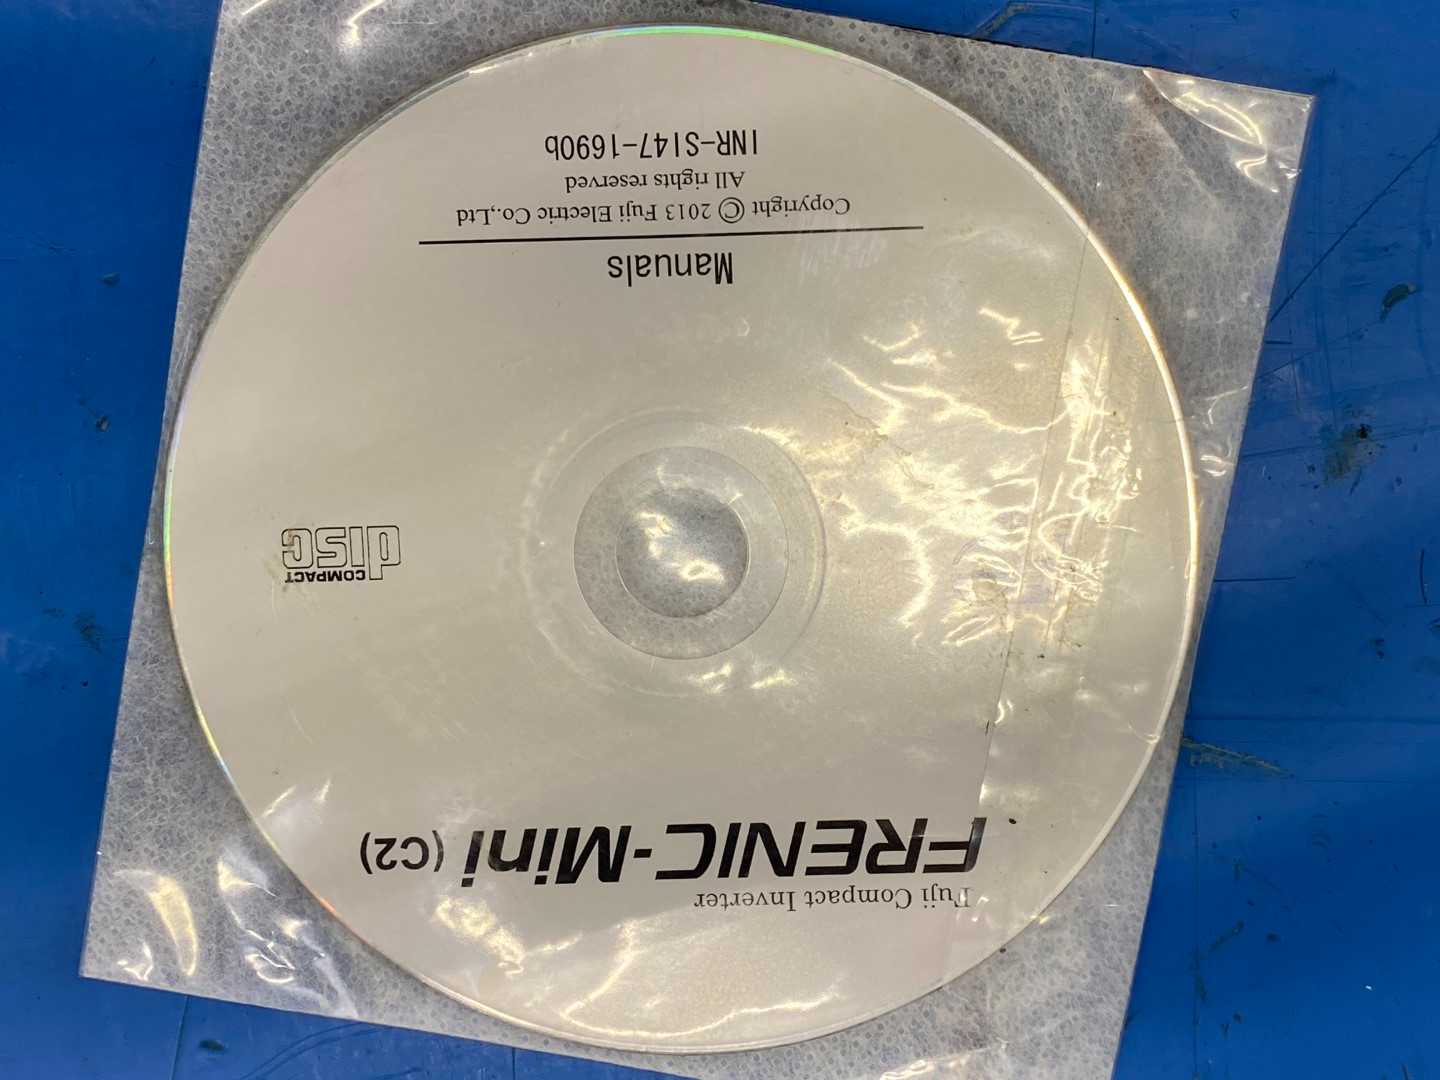 Fuji Compact Inverter
FRENIC-Mini (C2)
COMPACT
disc
Manuals
Copyright © 2013 Fuji Electric Co.,Ltd
All rights reserved
INR-SI47-1690b